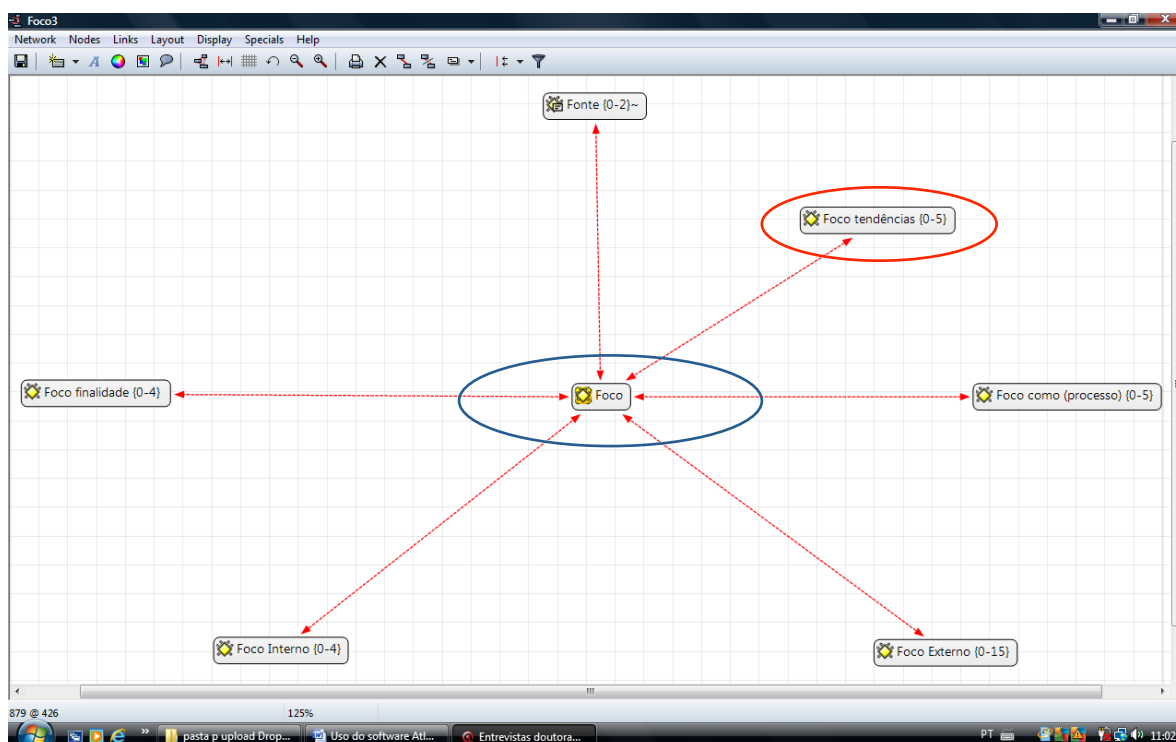 Foco3
Network Nodes Links Layout Display Specials Help
Fonte {0-2}~
Foco tendências {0-5}
Foco finalidade {0-4}
Foco
Foco como (processo) {0-5}
Foco Interno {0-4}
Foco Externo {0-15}
879 @ 426 125%
pasta p upload Drop... Uso do software Atl... Entrevistas doutora... PT 11:02